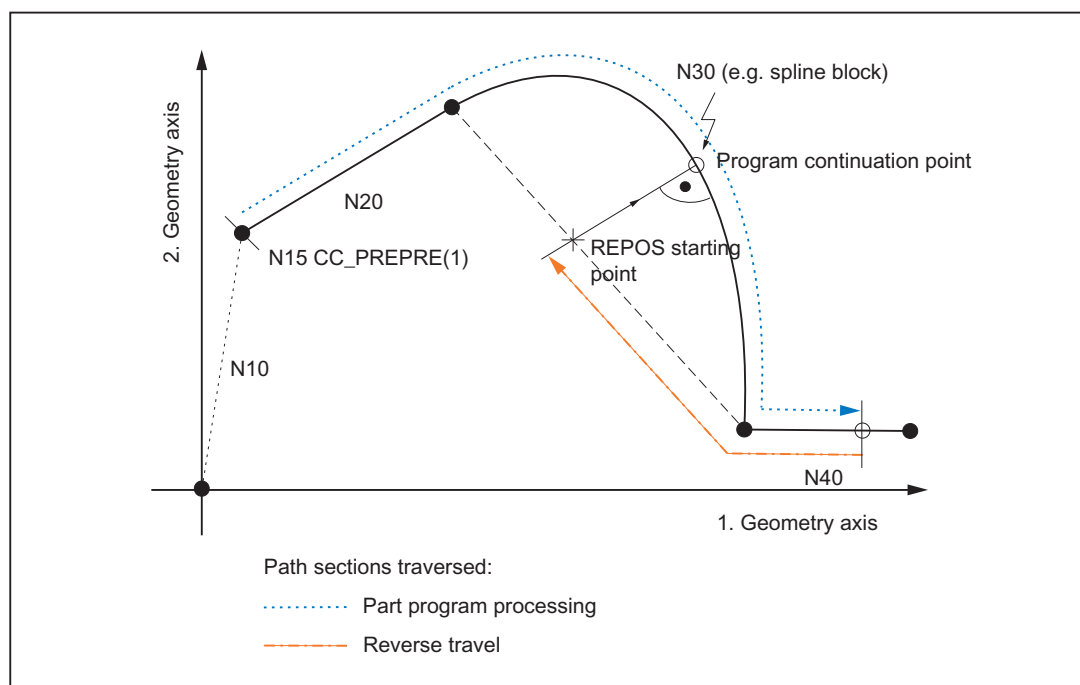 N30 (e.g. spline block)
Program continuation point
2. Geometry axis
N20
N15 CC_PREPRE(1)
REPOS starting
point
N10
N40
1. Geometry axis
Path sections traversed:
Part program processing
Reverse travel